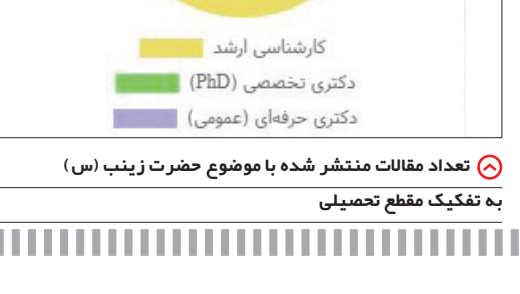 کارشناسی ارشد
دکتری تخصصی (PhD)
دکتری حرفه‌ای (عمومی)
تعداد مقالات منتشر شده با موضوع حضرت زینب (س)
به تفکیک مقطع تحصیلی